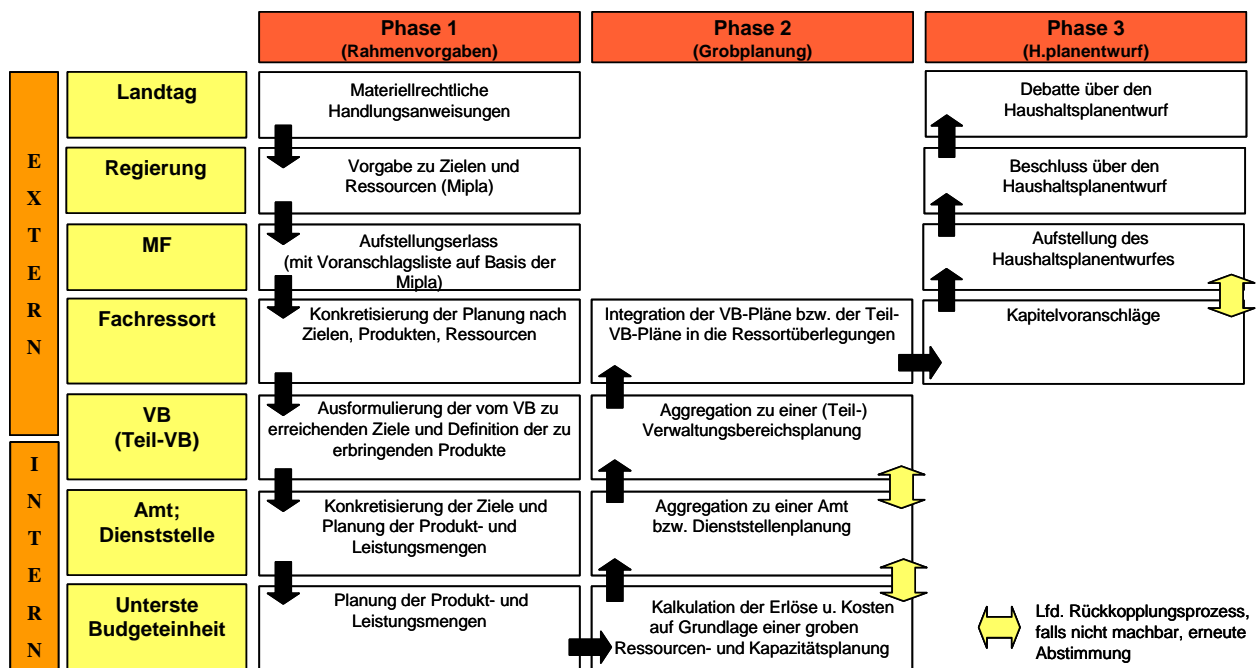 Phase 1
(Rahmenvorgaben)
Phase 2
(Grobplanung)
Phase 3
(H.planentwurf)
EXTERN
Landtag
Materiellrechtliche
Handlungsanweisungen
Debatte über den
Haushaltsplanentwurf
Regierung
Vorgabe zu Zielen und
Ressourcen (Mipla)
Beschluss über den
Haushaltsplanentwurf
MF
Aufstellungserlass
(mit Voranschlagsliste auf Basis der
Mipla)
Aufstellung des
Haushaltsplanentwurfes
Fachressort
Konkretisierung der Planung nach
Zielen, Produkten, Ressourcen
Integration der VB-Pläne bzw. der Teil-
VB-Pläne in die Ressortüberlegungen
Kapitelvoranschläge
VB
(Teil-VB)
Ausformulierung der vom VB zu
erreichenden Ziele und Definition der zu
erbringenden Produkte
Aggregation zu einer (Teil-)
Verwaltungsbereichsplanung
INTERN
Amt;
Dienststelle
Konkretisierung der Ziele und
Planung der Produkt- und
Leistungsmengen
Aggregation zu einer Amt
bzw. Dienststellenplanung
Unterste
Budgeteinheit
Planung der Produkt- und
Leistungsmengen
Kalkulation der Erlöse u. Kosten
auf Grundlage einer groben
Ressourcen- und Kapazitätsplanung
Lfd. Rückkopplungsprozess,
falls nicht machbar, erneute
Abstimmung